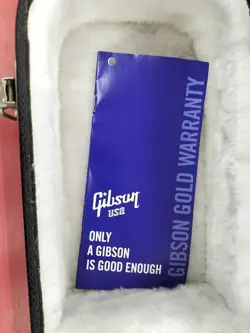 Gibson
USA
ONLY
A GIBSON
IS GOOD ENOUGH
GIBSON GOLD WARRANTY